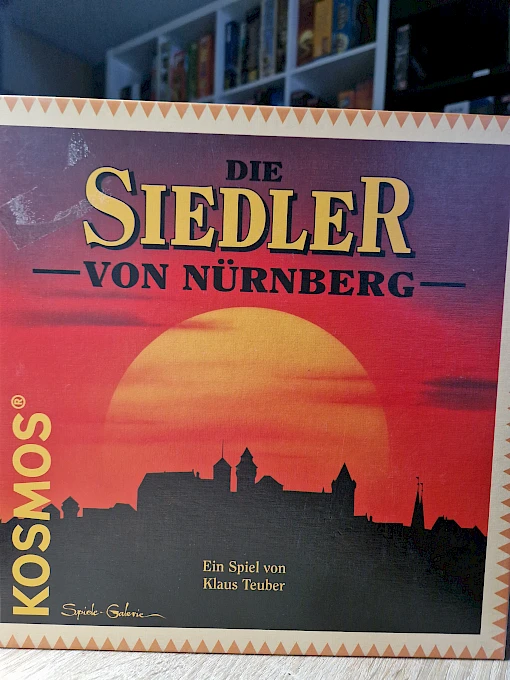 DIE
SIEDLER
VON NÜRNBERG
KOSMOS®
Ein Spiel von
Klaus Teuber
Spiele-Galerie